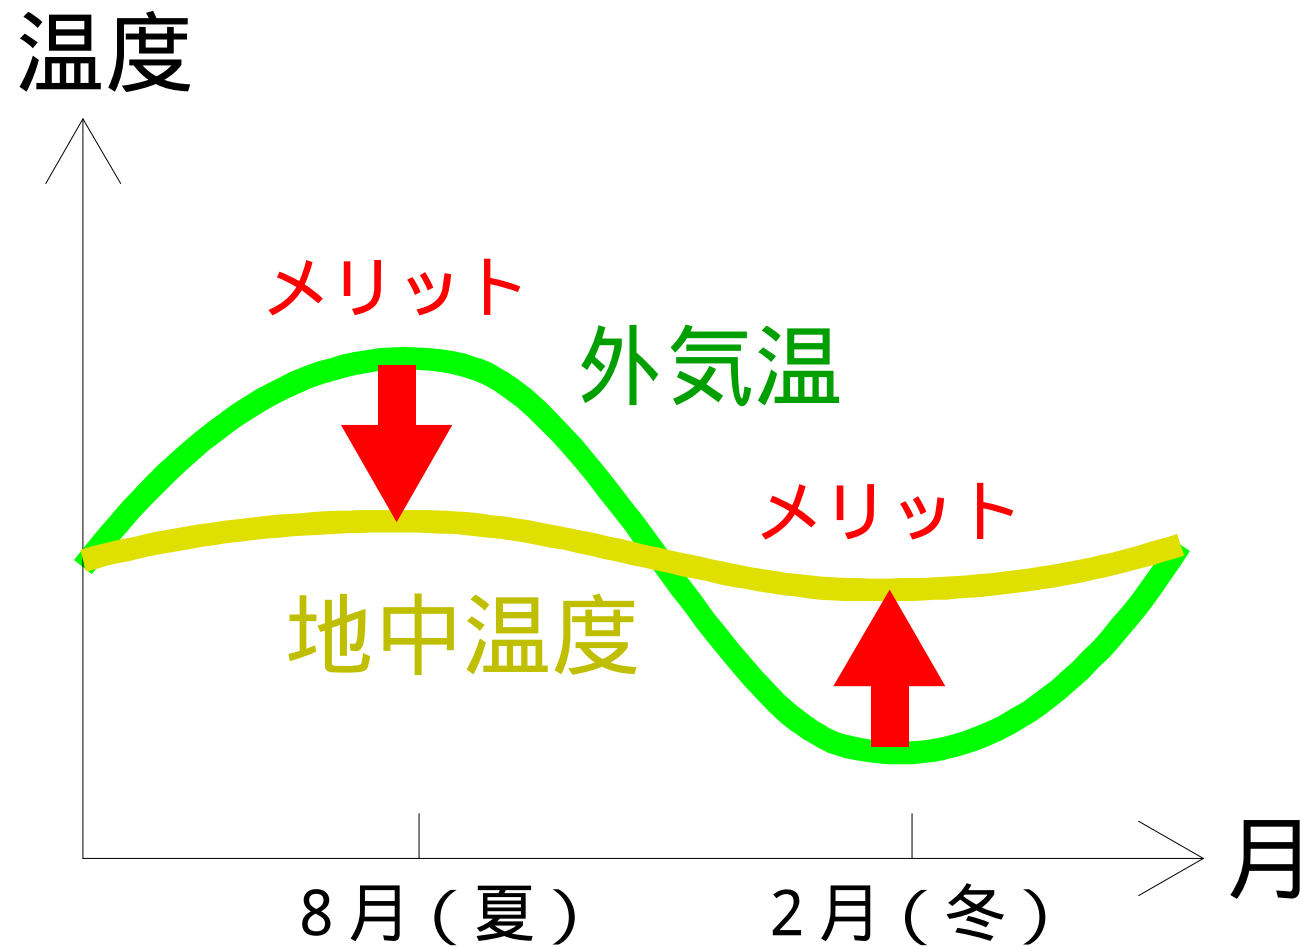 温度
メリット
外気温
メリット
地中温度
月
8月(夏)
2月(冬)